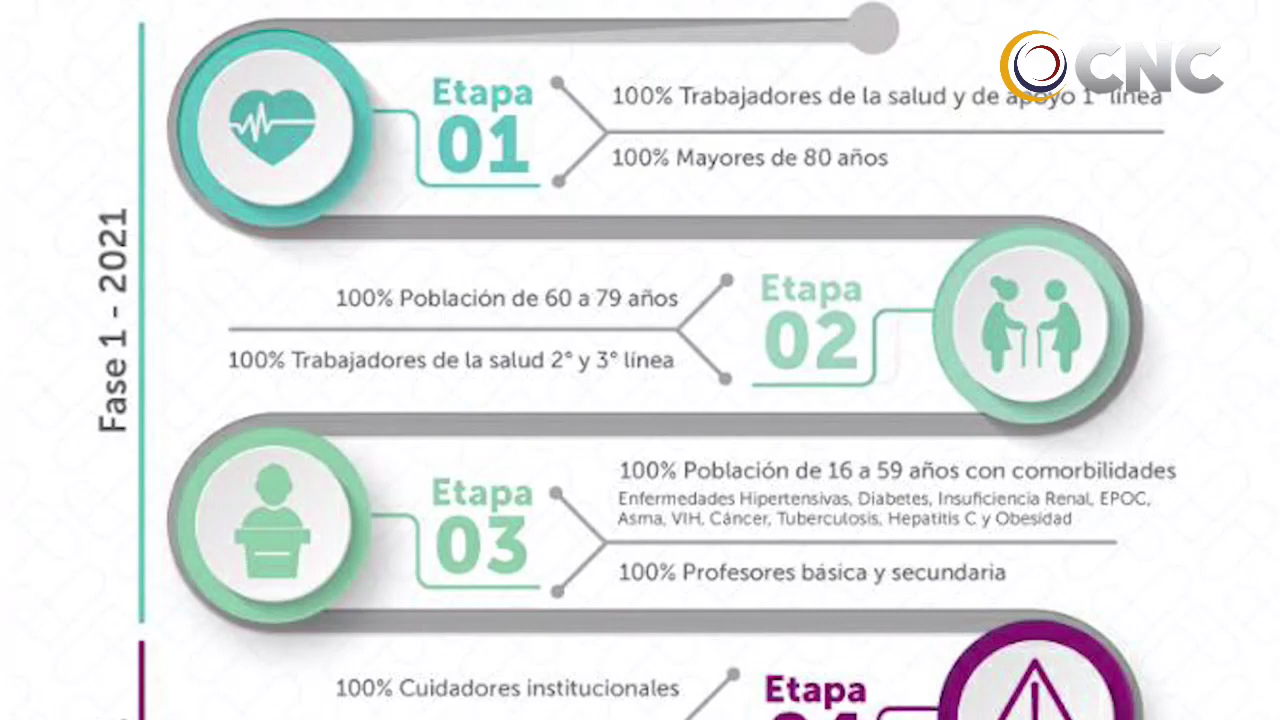 CNC
Etapa
01
100% Trabajadores de la salud y de apoyo 1° línea
100% Mayores de 80 años
Fase 1 - 2021
100% Población de 60 a 79 años
100% Trabajadores de la salud 2° y 3° línea
Etapa
02
Etapa
03
100% Población de 16 a 59 años con comorbilidades
Enfermedades Hipertensivas, Diabetes, Insuficiencia Renal, EPOC,
Asma, VIH, Cáncer, Tuberculosis, Hepatitis C y Obesidad
100% Profesores básica y secundaria
100% Cuidadores institucionales
Etapa